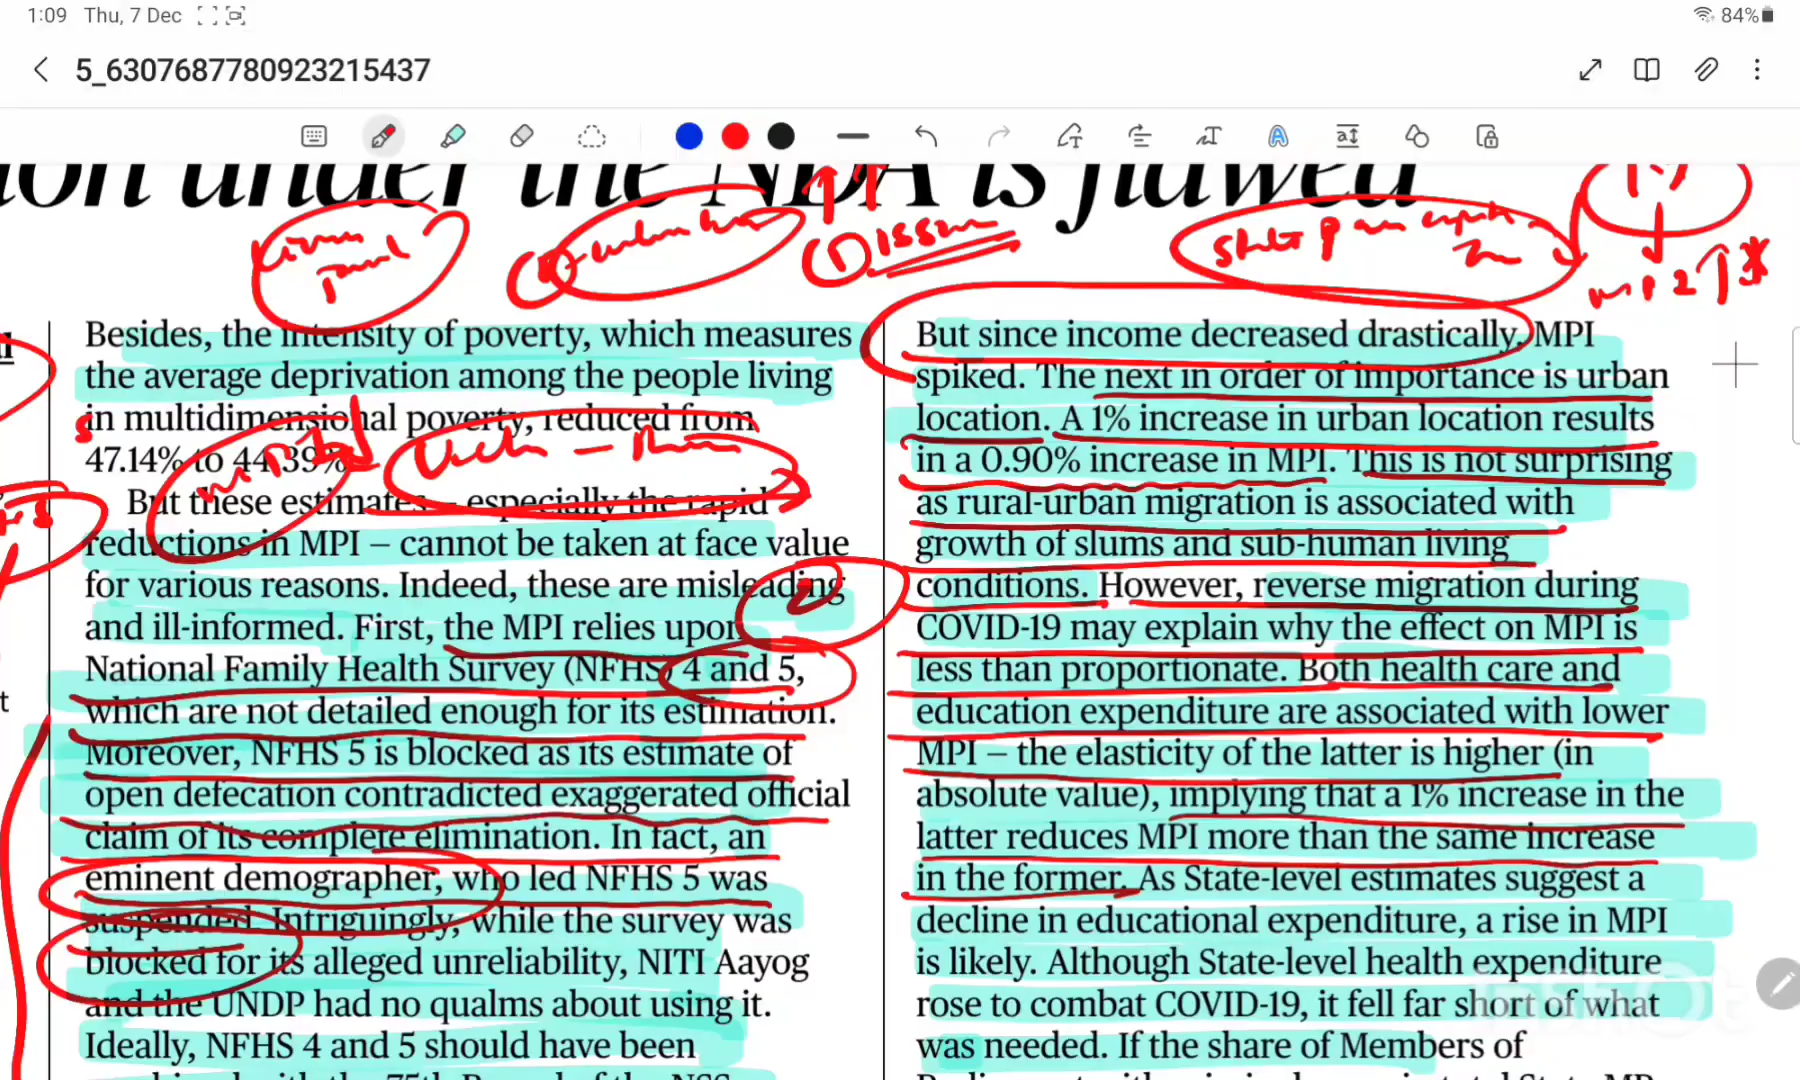 1:09 Thu, 7 Dec
84%
5_6307687780923215437
on under the NDA is flawed
Issue
State per capita
Besides, the intensity of poverty, which measures
the average deprivation among the people living
in multidimensional poverty, reduced from
47.14% to 44.39%.
But these estimates – especially the rapid
reductions in MPI – cannot be taken at face value
for various reasons. Indeed, these are misleading
and ill-informed. First, the MPI relies upon
National Family Health Survey (NFHS) 4 and 5,
which are not detailed enough for its estimation.
Moreover, NFHS 5 is blocked as its estimate of
open defecation contradicted exaggerated official
claim of its complete elimination. In fact, an
eminent demographer, who led NFHS 5 was
suspended. Intriguingly, while the survey was
blocked for its alleged unreliability, NITI Aayog
and the UNDP had no qualms about using it.
Ideally, NFHS 4 and 5 should have been
But since income decreased drastically, MPI
spiked. The next in order of importance is urban
location. A 1% increase in urban location results
in a 0.90% increase in MPI. This is not surprising
as rural-urban migration is associated with
growth of slums and sub-human living
conditions. However, reverse migration during
COVID-19 may explain why the effect on MPI is
less than proportionate. Both health care and
education expenditure are associated with lower
MPI – the elasticity of the latter is higher (in
absolute value), implying that a 1% increase in the
latter reduces MPI more than the same increase
in the former. As State-level estimates suggest a
decline in educational expenditure, a rise in MPI
is likely. Although State-level health expenditure
rose to combat COVID-19, it fell far short of what
was needed. If the share of Members of